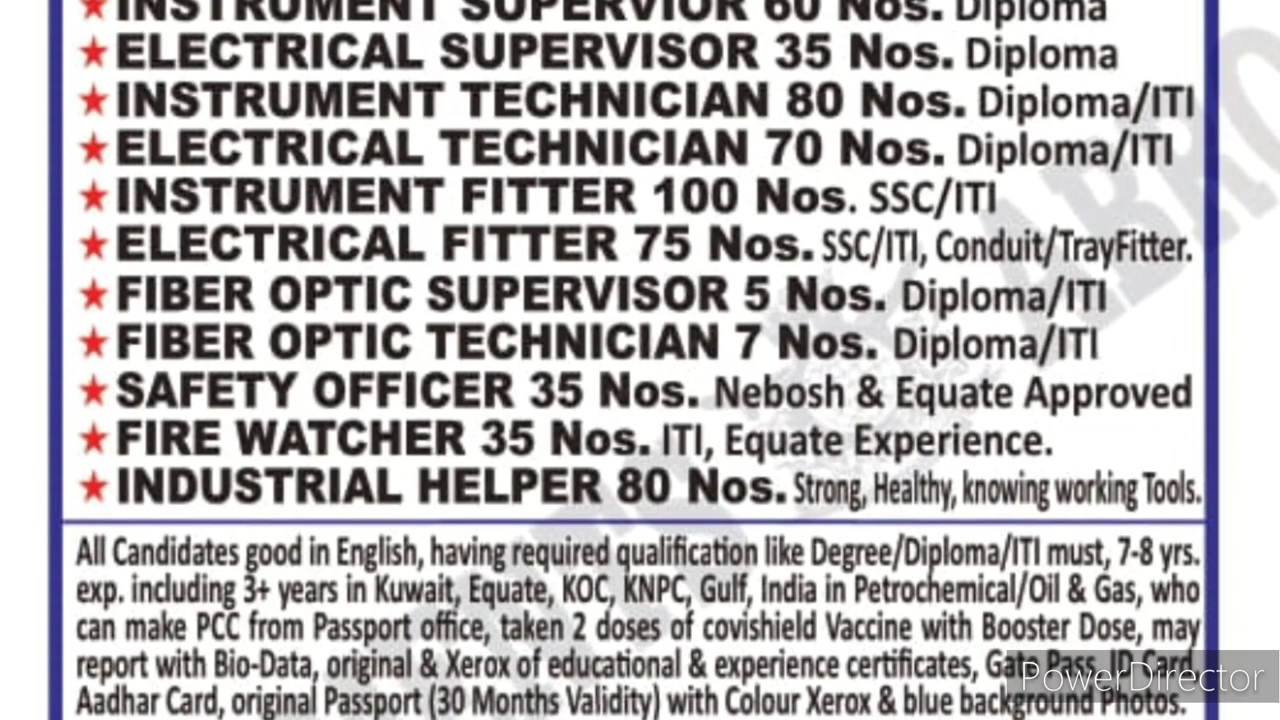 ★ INSTRUMENT SUPERVIOR 60 Nos. Diploma
★ ELECTRICAL SUPERVISOR 35 Nos. Diploma
★ INSTRUMENT TECHNICIAN 80 Nos. Diploma/ITI
★ ELECTRICAL TECHNICIAN 70 Nos. Diploma/ITI
★ INSTRUMENT FITTER 100 Nos. SSC/ITI
★ ELECTRICAL FITTER 75 Nos. SSC/ITI, Conduit/TrayFitter.
★ FIBER OPTIC SUPERVISOR 5 Nos. Diploma/ITI
★ FIBER OPTIC TECHNICIAN 7 Nos. Diploma/ITI
★ SAFETY OFFICER 35 Nos. Nebosh & Equate Approved
★ FIRE WATCHER 35 Nos. ITI, Equate Experience.
★ INDUSTRIAL HELPER 80 Nos. Strong, Healthy, knowing working Tools.
All Candidates good in English, having required qualification like Degree/Diploma/ITI must, 7-8 yrs.
exp. including 3+ years in Kuwait, Equate, KOC, KNPC, Gulf, India in Petrochemical/Oil & Gas, who
can make PCC from Passport office, taken 2 doses of covishield Vaccine with Booster Dose, may
report with Bio-Data, original & Xerox of educational & experience certificates, Gate Pass, ID Card,
Aadhar Card, original Passport (30 Months Validity) with Colour Xerox & blue background Photos.
PowerDirector